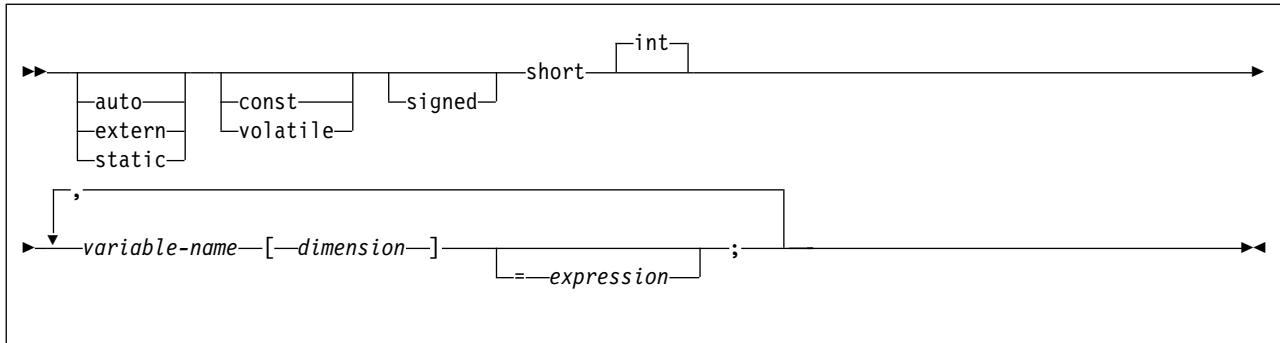 int
short
auto const signed
extern volatile
static
,
variable-name [ dimension ] ;
= expression